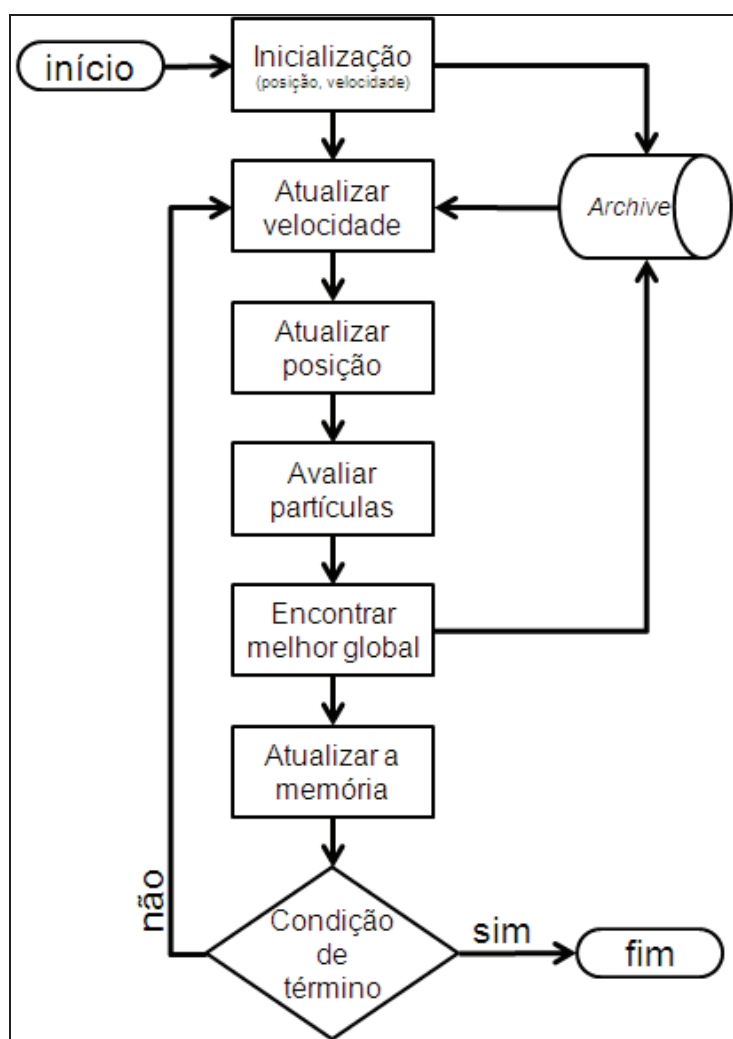 início
Inicialização
(posição, velocidade)
Atualizar
velocidade
Archive
Atualizar
posição
Avaliar
partículas
Encontrar
melhor global
Atualizar a
memória
não
Condição
de
término
sim
fim